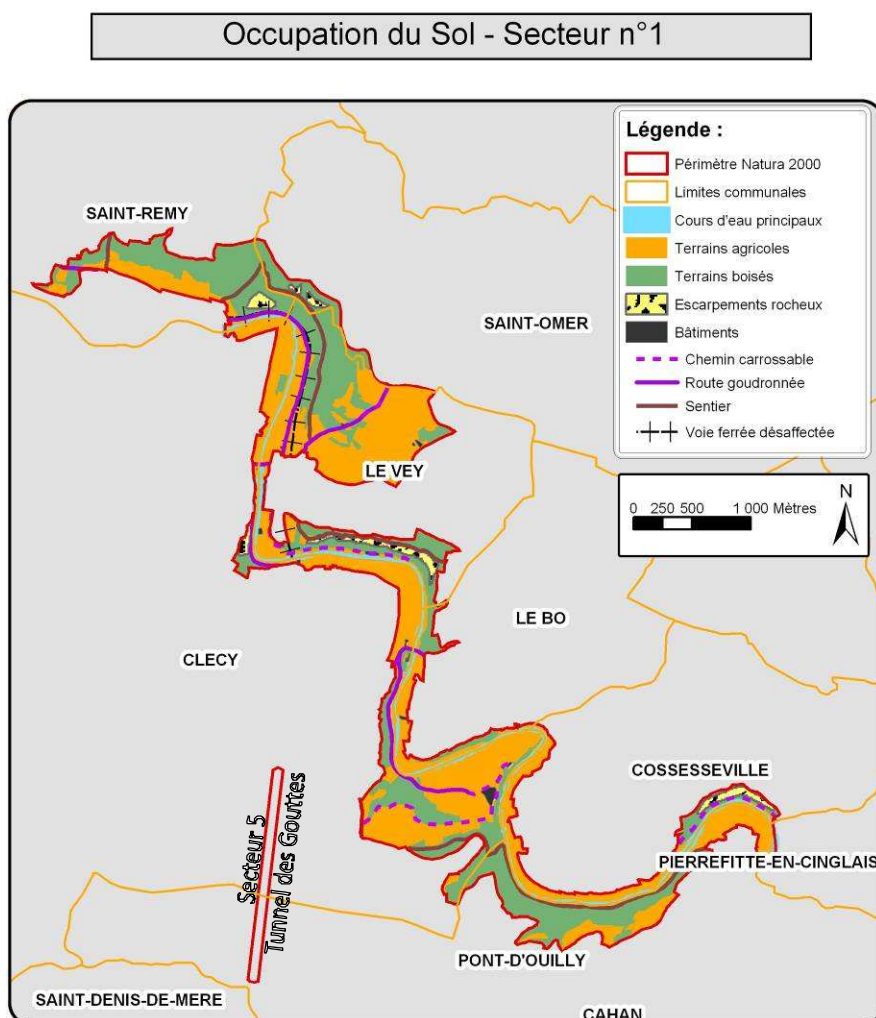 Occupation du Sol - Secteur n°1
Légende :
Périmètre Natura 2000
Limites communales
Cours d'eau principaux
Terrains agricoles
Terrains boisés
Escarpements rocheux
Bâtiments
Chemin carrossable
Route goudronnée
Sentier
Voie ferrée désaffectée
SAINT-REMY
SAINT-OMER
LE VEY
0 250 500 1 000 Mètres
N
LE BO
CLECY
COSSESSEVILLE
Secteur 5
Tunnel des Gouttes
PIERREFITTE-EN-CINGLAIS
PONT-D'OUILLY
SAINT-DENIS-DE-MERE
CAHAN